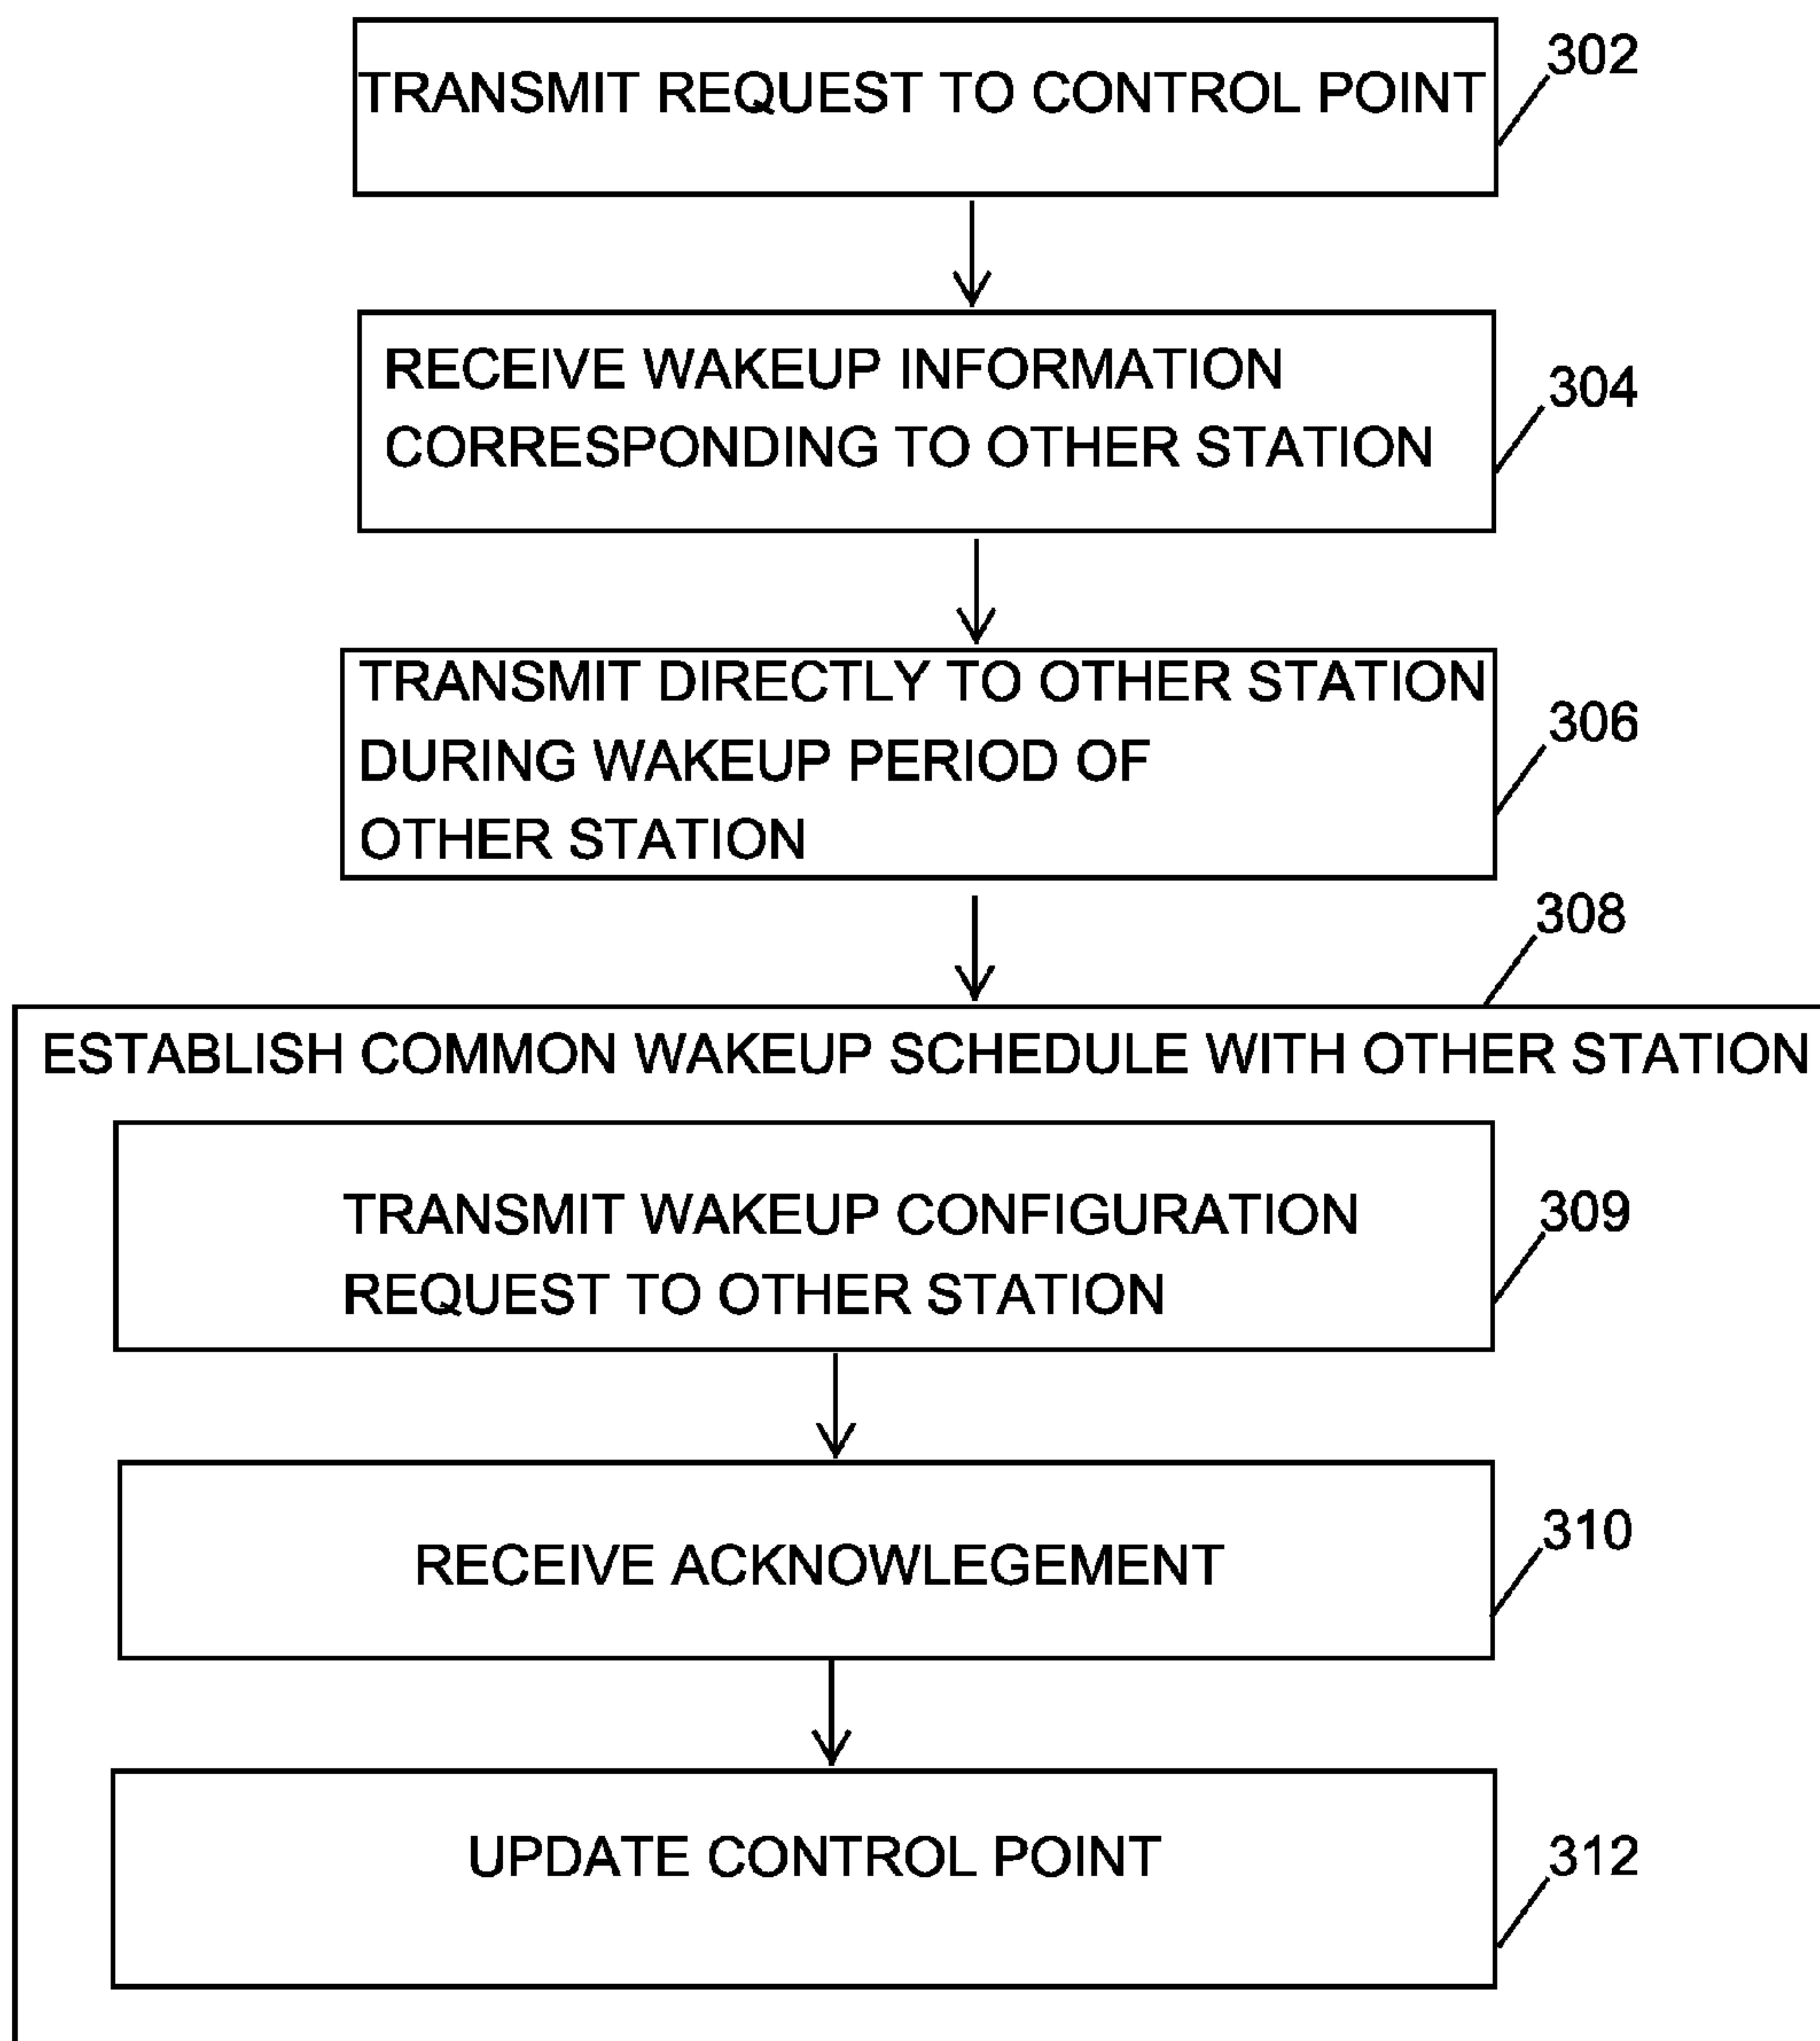 TRANSMIT REQUEST TO CONTROL POINT
302
RECEIVE WAKEUP INFORMATION
CORRESPONDING TO OTHER STATION
304
TRANSMIT DIRECTLY TO OTHER STATION
DURING WAKEUP PERIOD OF
OTHER STATION
306
308
ESTABLISH COMMON WAKEUP SCHEDULE WITH OTHER STATION
TRANSMIT WAKEUP CONFIGURATION
REQUEST TO OTHER STATION
309
RECEIVE ACKNOWLEGEMENT
310
UPDATE CONTROL POINT
312